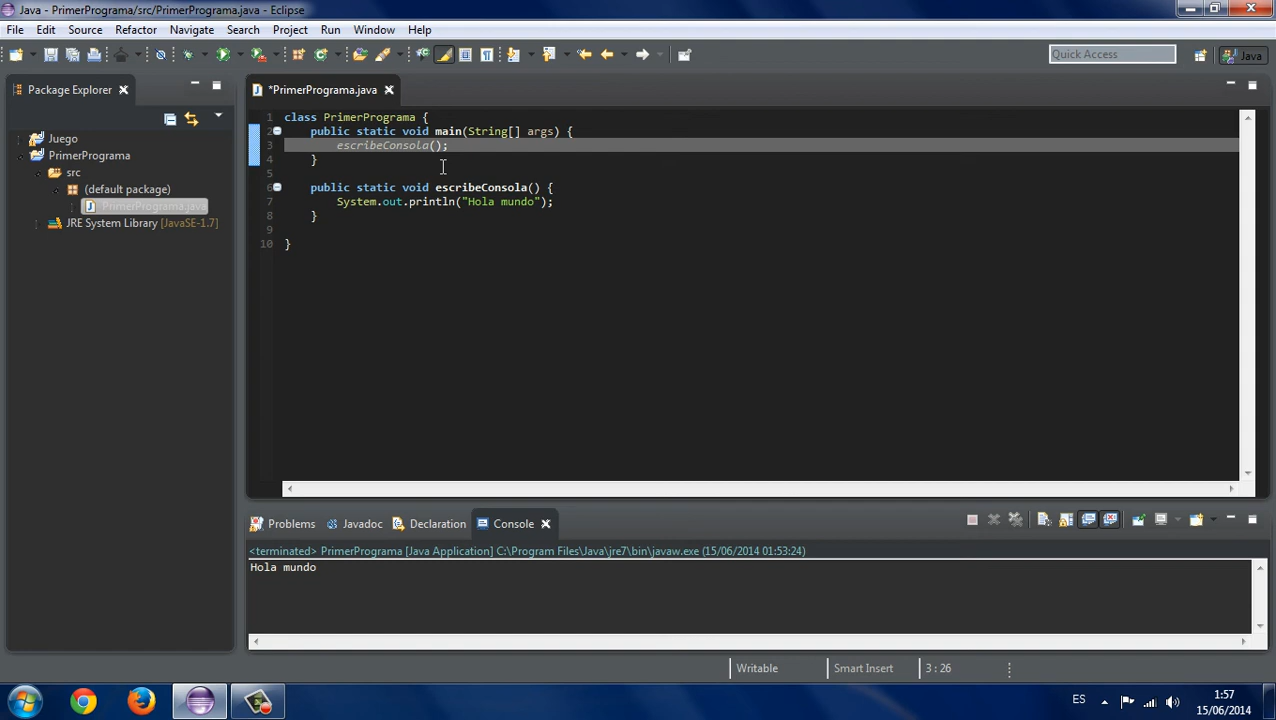 Java - PrimerPrograma/src/PrimerPrograma.java - Eclipse
File Edit Source Refactor Navigate Search Project Run Window Help
Quick Access
Java
Package Explorer
*PrimerPrograma.java
Juego
PrimerPrograma
src
(default package)
PrimerPrograma.java
JRE System Library [JavaSE-1.7]
1 class PrimerPrograma {
2 public static void main(String[] args) {
3 escribeConsola();
4 }
5
6 public static void escribeConsola() {
7 System.out.println("Hola mundo");
8 }
9
10 }
Problems Javadoc Declaration Console
<terminated> PrimerPrograma [Java Application] C:\Program Files\Java\jre7\bin\javaw.exe (15/06/2014 01:53:24)
Hola mundo
Writable Smart Insert 3 : 26
ES
1:57
15/06/2014